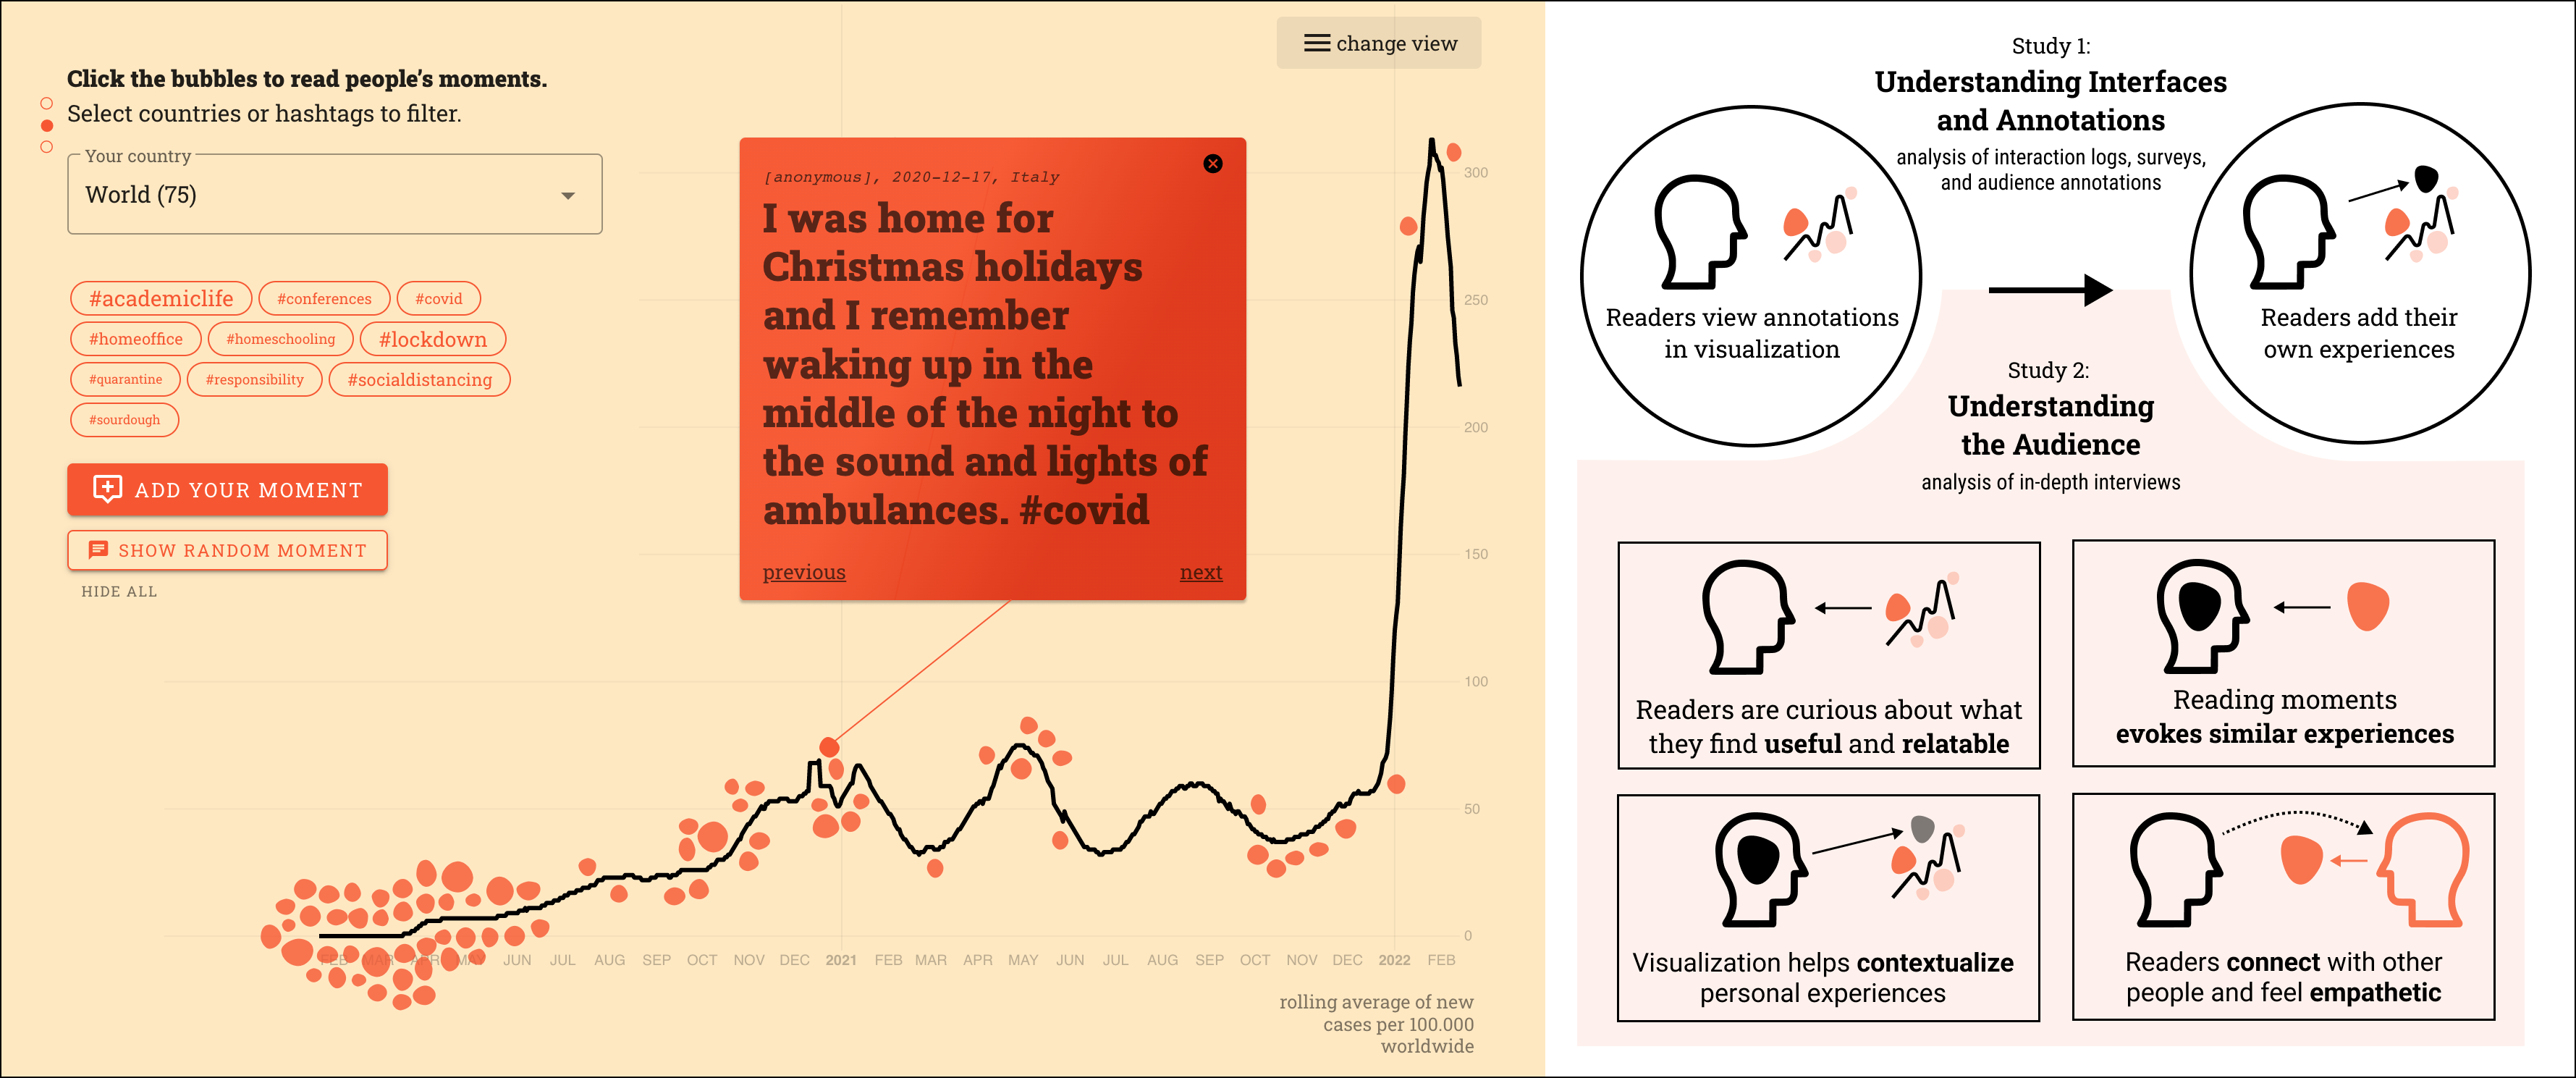 change view
Click the bubbles to read people's moments.
Select countries or hashtags to filter.
Your country
World (75)
#academiclife #conferences #covid
#homeoffice #homeschooling #lockdown
#quarantine #responsibility #socialdistancing
#sourdough
ADD YOUR MOMENT
SHOW RANDOM MOMENT
HIDE ALL
[anonymous], 2020-12-17, Italy
I was home for
Christmas holidays
and I remember
waking up in the
middle of the night to
the sound and lights of
ambulances. #covid
previous next
300
250
200
150
100
50
0
FEB MAR APR MAY JUN JUL AUG SEP OCT NOV DEC 2021 FEB MAR APR MAY JUN JUL AUG SEP OCT NOV DEC 2022 FEB
rolling average of new
cases per 100.000
worldwide
Study 1:
Understanding Interfaces
and Annotations
analysis of interaction logs, surveys,
and audience annotations
Readers view annotations
in visualization
Readers add their
own experiences
Study 2:
Understanding
the Audience
analysis of in-depth interviews
Readers are curious about what
they find useful and relatable
Reading moments
evokes similar experiences
Visualization helps contextualize
personal experiences
Readers connect with other
people and feel empathetic